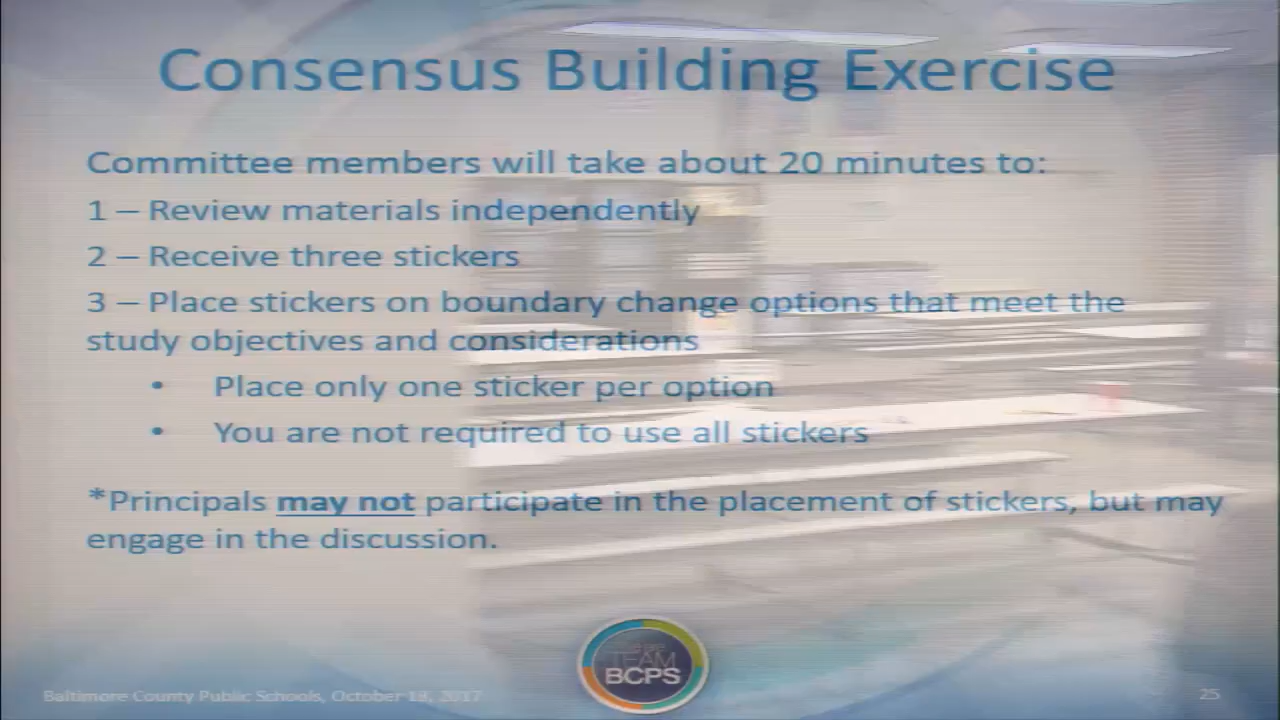 Consensus Building Exercise
Committee members will take about 20 minutes to:
1 – Review materials independently
2 – Receive three stickers
3 – Place stickers on boundary change options that meet the
study objectives and considerations
• Place only one sticker per option
• You are not required to use all stickers
*Principals may not participate in the placement of stickers, but may
engage in the discussion.
TEAM
BCPS
Baltimore County Public Schools, October 18, 2017
25